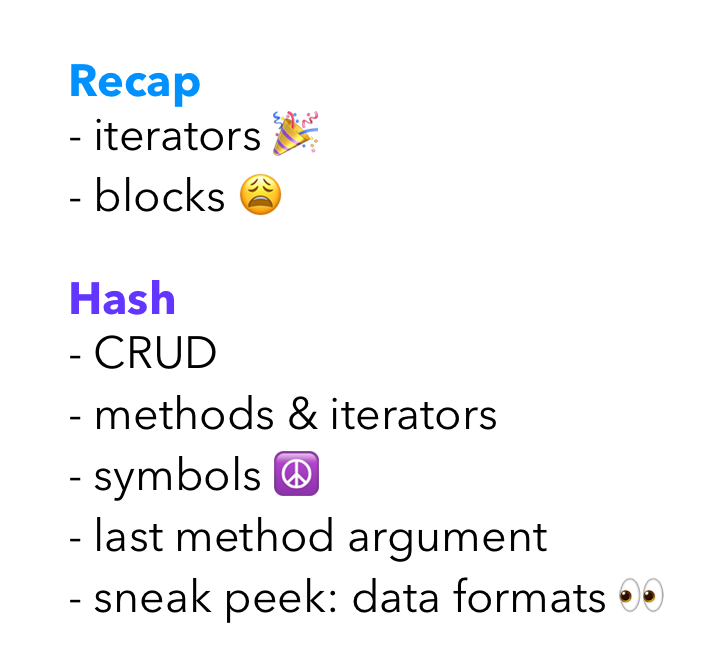 Recap
- iterators 🎉
- blocks 😩
Hash
- CRUD
- methods & iterators
- symbols ☮️
- last method argument
- sneak peek: data formats 👀